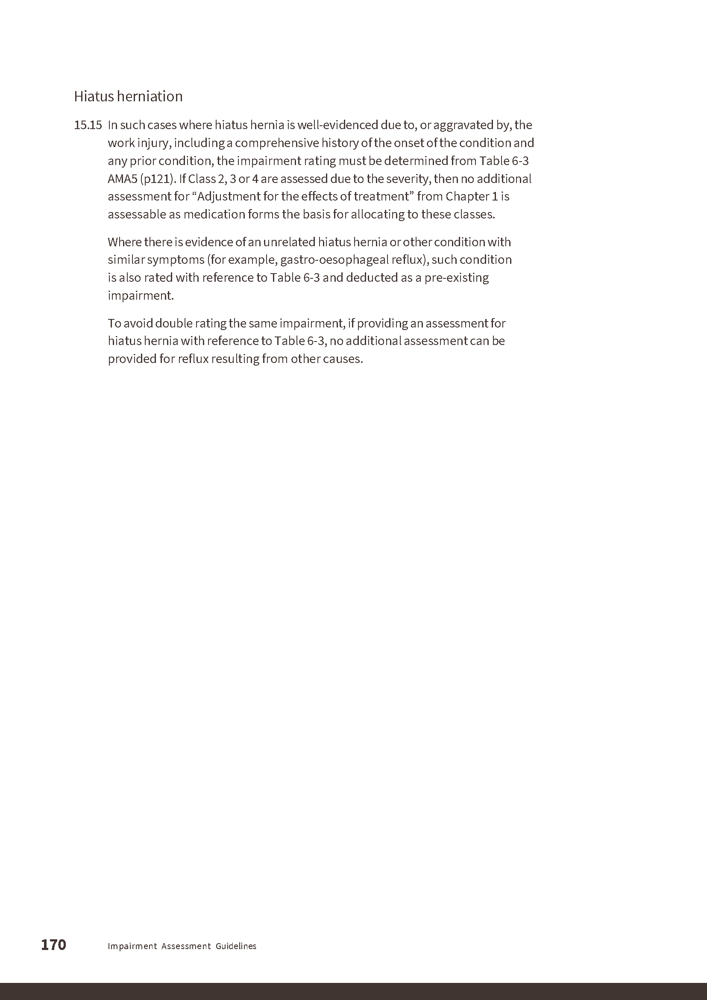 Hiatus herniation
15.15 In such cases where hiatus hernia is well-evidenced due to, or aggravated by, the
work injury, including a comprehensive history of the onset of the condition and
any prior condition, the impairment rating must be determined from Table 6-3
AMA5 (p121). If Class 2, 3 or 4 are assessed due to the severity, then no additional
assessment for “Adjustment for the effects of treatment” from Chapter 1 is
assessable as medication forms the basis for allocating to these classes.
Where there is evidence of an unrelated hiatus hernia or other condition with
similar symptoms (for example, gastro-oesophageal reflux), such condition
is also rated with reference to Table 6-3 and deducted as a pre-existing
impairment.
To avoid double rating the same impairment, if providing an assessment for
hiatus hernia with reference to Table 6-3, no additional assessment can be
provided for reflux resulting from other causes.
170 Impairment Assessment Guidelines